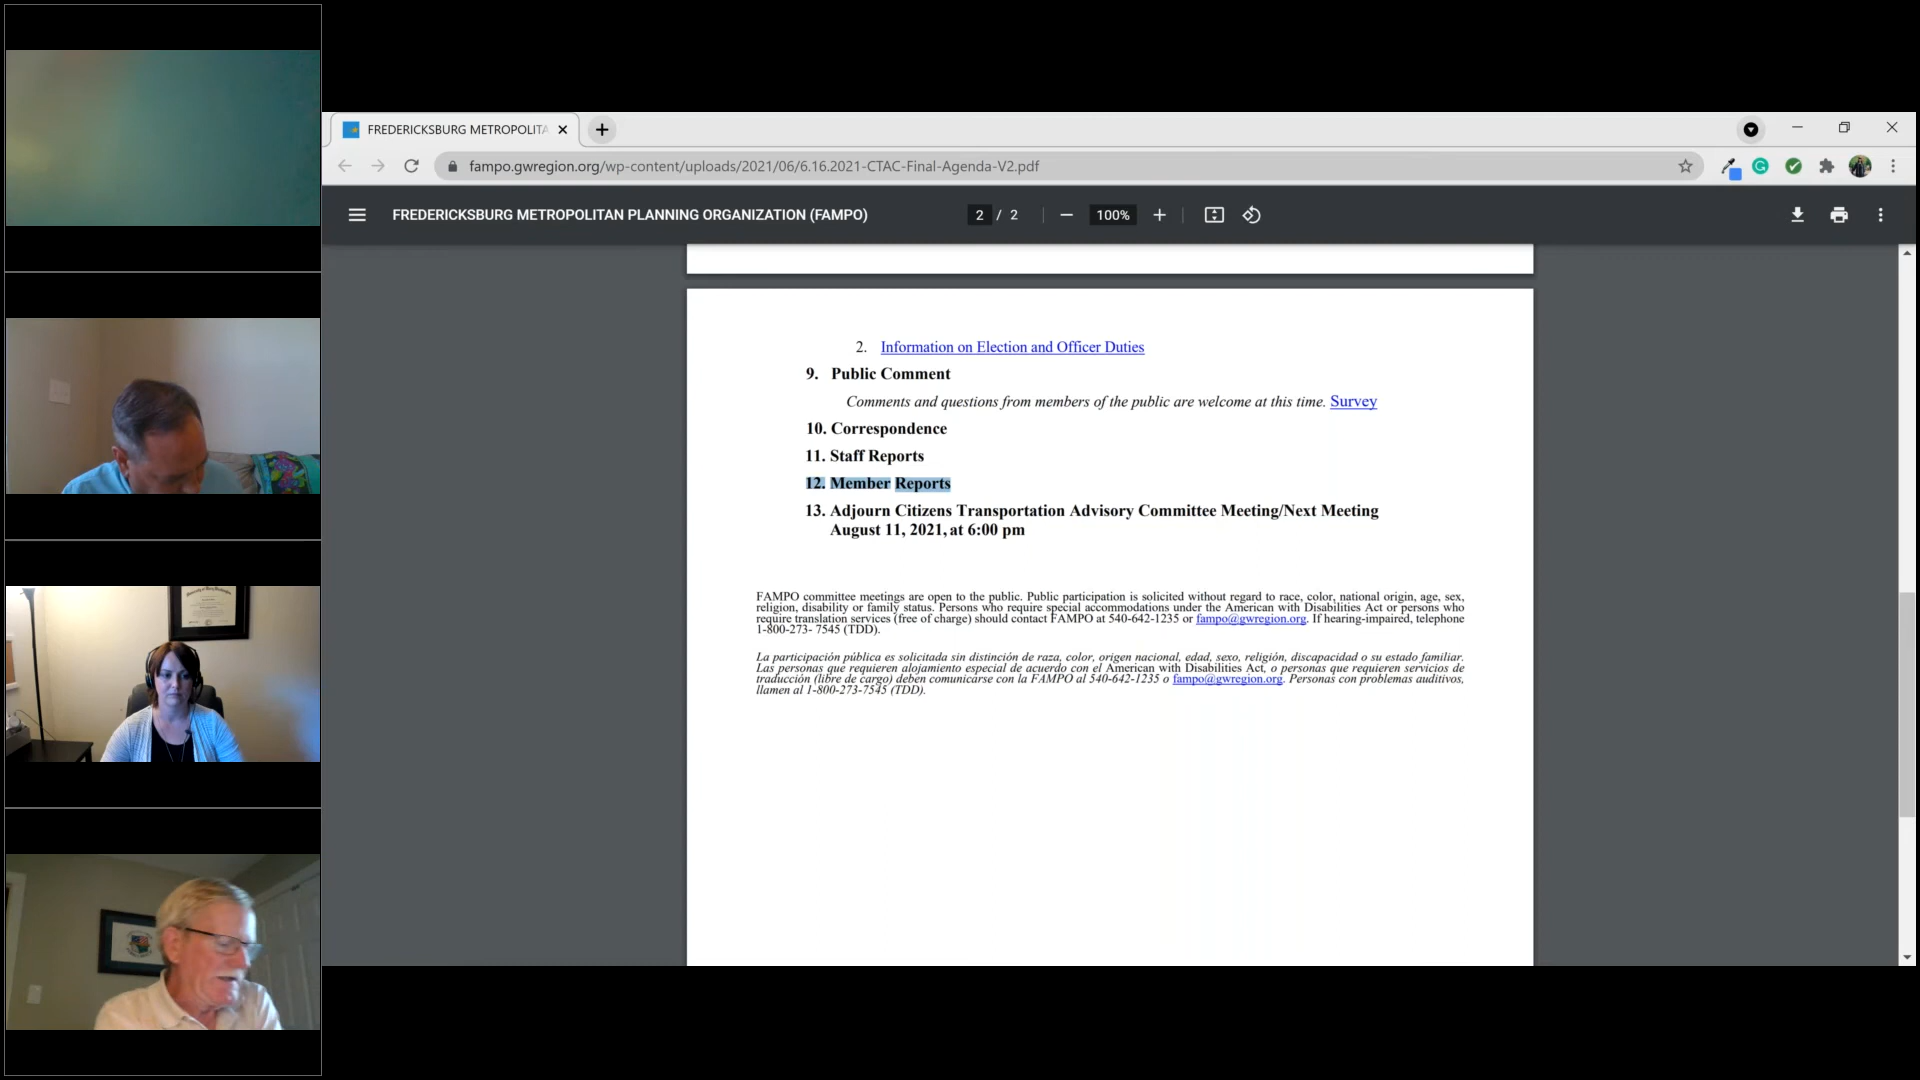 FREDERICKSBURG METROPOLITA
fampo.gwregion.org/wp-content/uploads/2021/06/6.16.2021-CTAC-Final-Agenda-V2.pdf
FREDERICKSBURG METROPOLITAN PLANNING ORGANIZATION (FAMPO)
2 / 2
100%
2. Information on Election and Officer Duties
9. Public Comment
Comments and questions from members of the public are welcome at this time. Survey
10. Correspondence
11. Staff Reports
12. Member Reports
13. Adjourn Citizens Transportation Advisory Committee Meeting/Next Meeting
August 11, 2021, at 6:00 pm
FAMPO committee meetings are open to the public. Public participation is solicited without regard to race, color, national origin, age, sex,
religion, disability or family status. Persons who require special accommodations under the American with Disabilities Act or persons who
require translation services (free of charge) should contact FAMPO at 540-642-1235 or fampo@gwregion.org. If hearing-impaired, telephone
1-800-273- 7545 (TDD).
La participación pública es solicitada sin distinción de raza, color, origen nacional, edad, sexo, religión, discapacidad o su estado familiar.
Las personas que requieren alojamiento especial de acuerdo con el American with Disabilities Act, o personas que requieren servicios de
traducción (libre de cargo) deben comunicarse con la FAMPO al 540-642-1235 o fampo@gwregion.org. Personas con problemas auditivos,
llamen al 1-800-273-7545 (TDD).